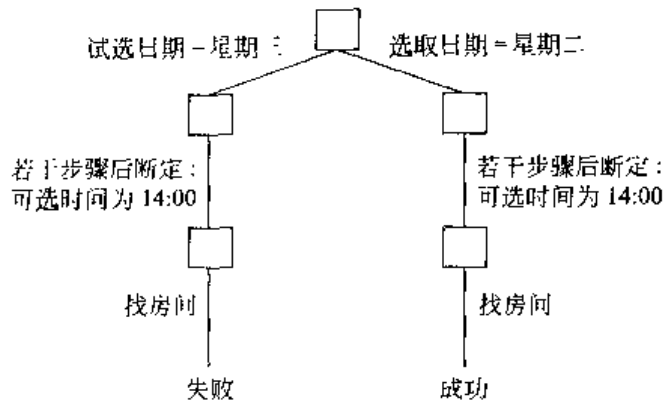 试选日期=星期三
选取日期=星期二
若干步骤后断定:
可选时间为 14:00
若干步骤后断定:
可选时间为 14:00
找房间
找房间
失败
成功